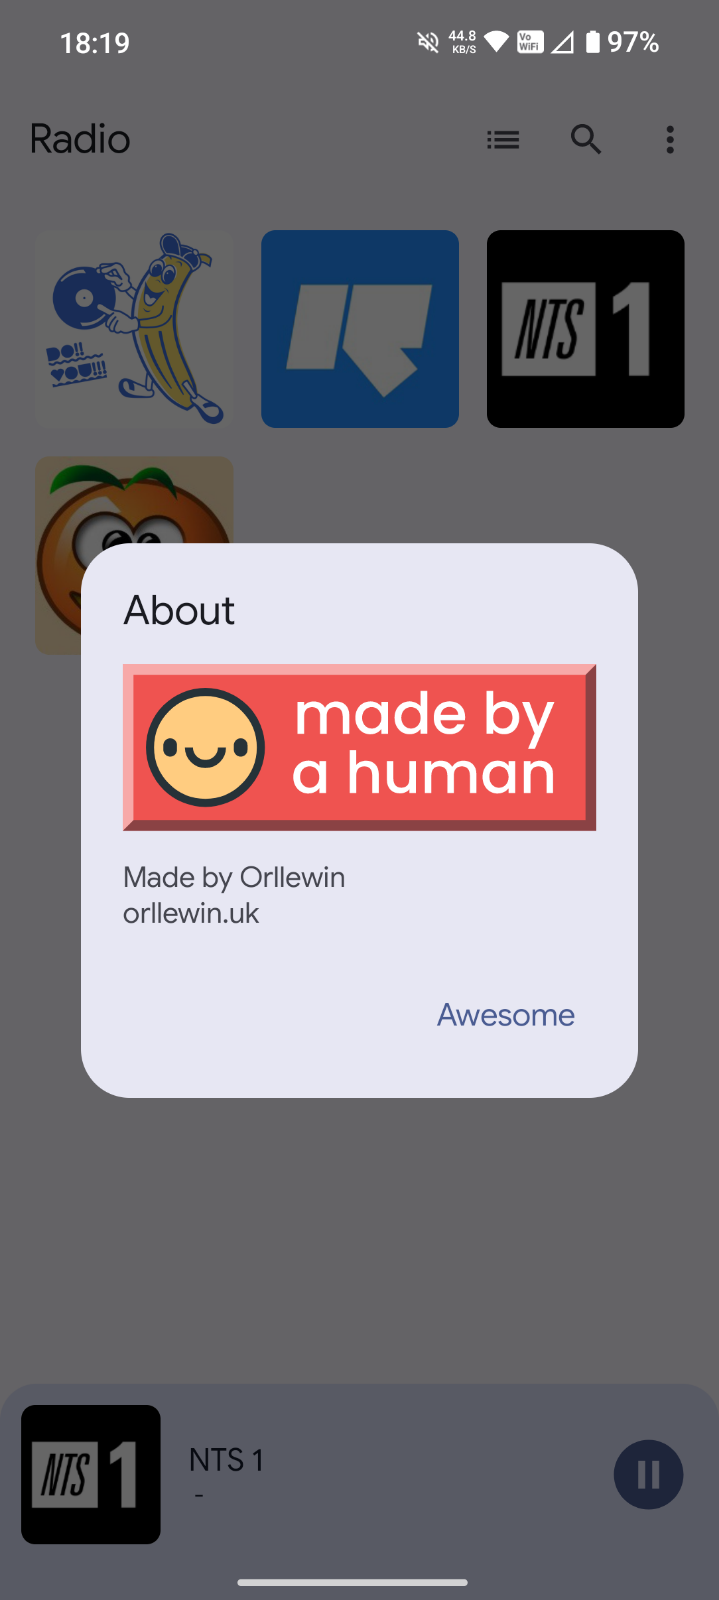 18:19
44.8
KB/S
Vo
WiFi
97%
Radio
DO!!
YOU!!!
NTS 1
About
made by
a human
Made by Orllewin
orllewin.uk
Awesome
NTS 1
NTS 1
-